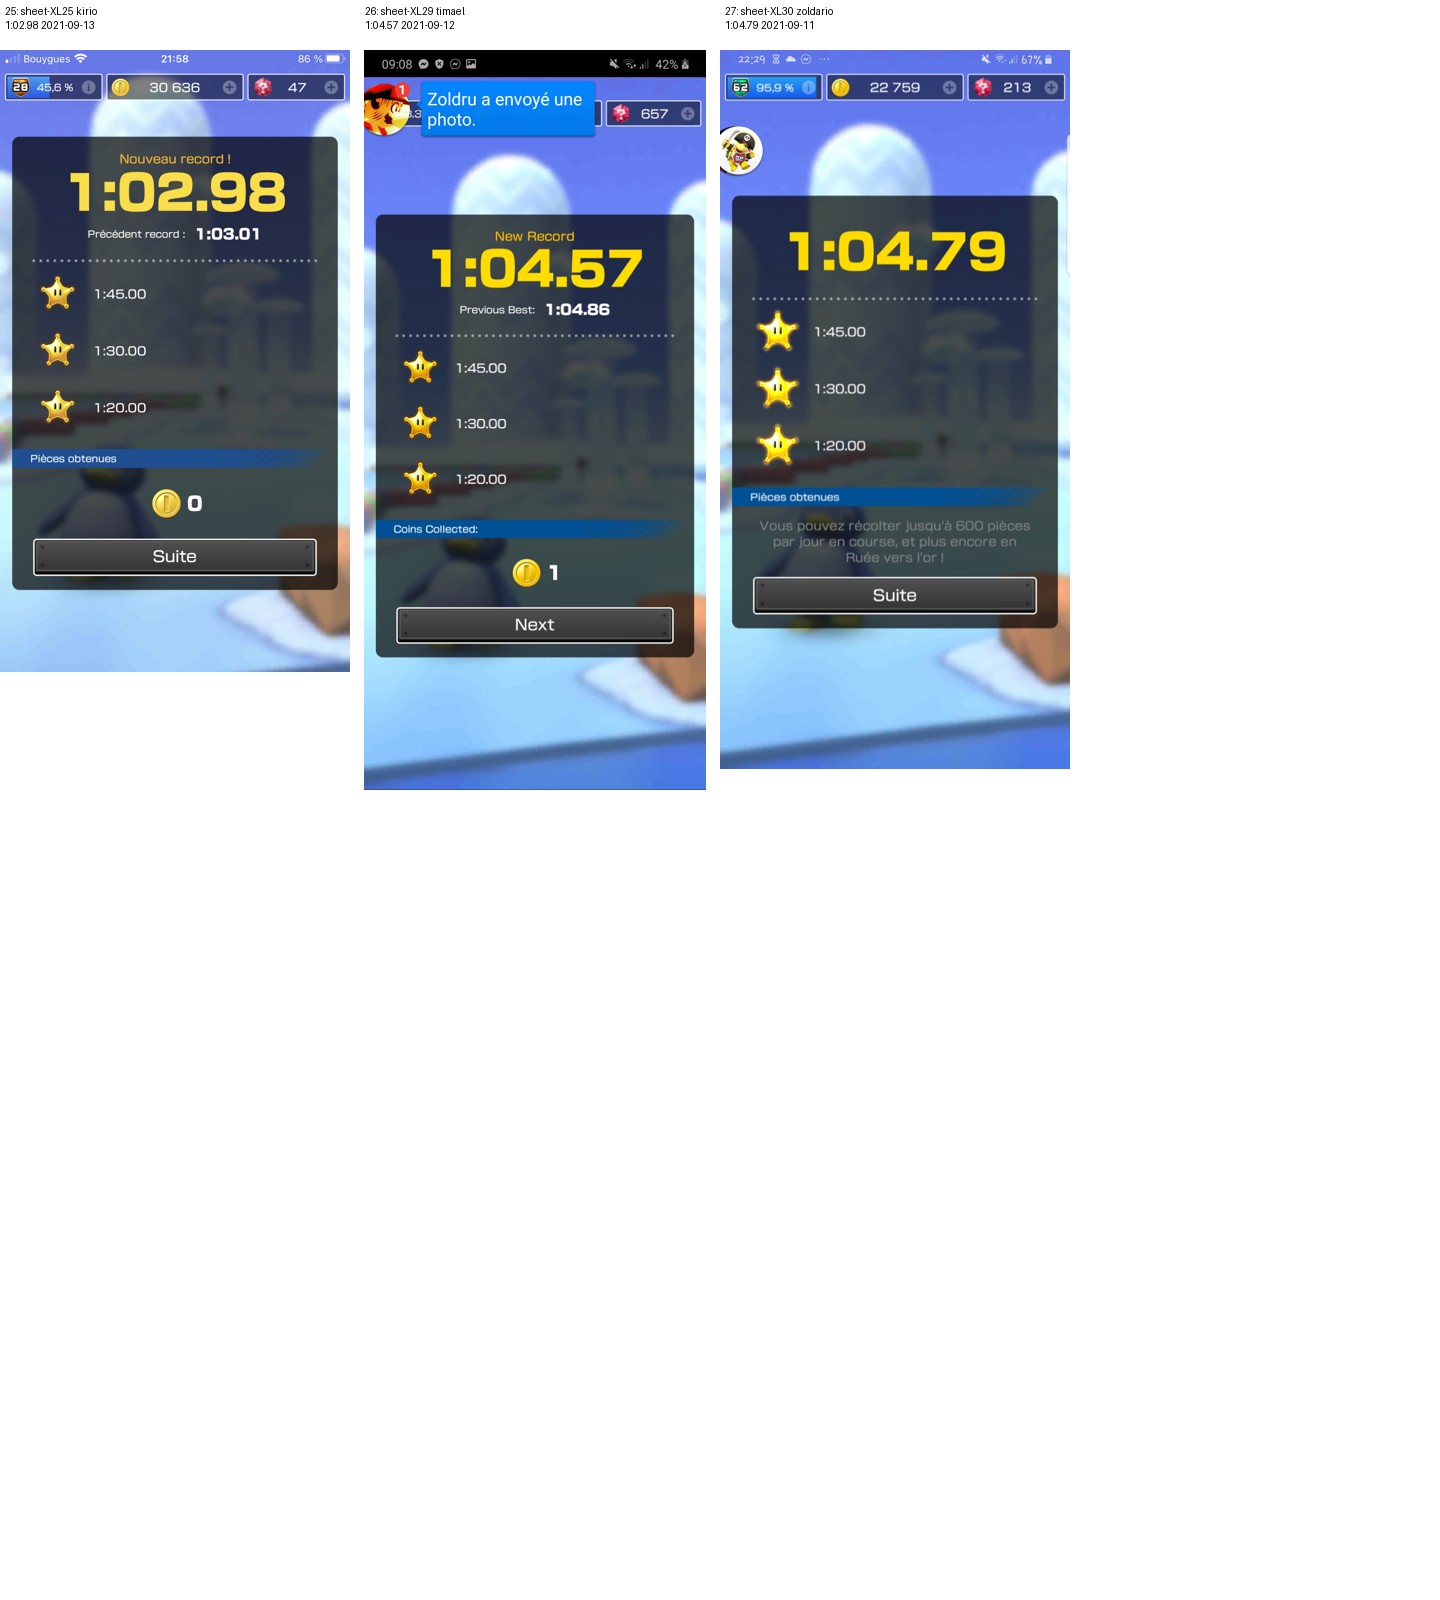 25: sheet-XL25 kirio
1:02.98 2021-09-13
Bouygues
21:58
86 %
28
45,6 %
30 636
47
Nouveau record !
1:02.98
Précédent record : 1:03.01
1:45.00
1:30.00
1:20.00
Pièces obtenues
0
Suite
26: sheet-XL29 timael
1:04.57 2021-09-12
09:08
42%
1
Zoldru a envoyé une
photo.
657
New Record
1:04.57
Previous Best: 1:04.86
1:45.00
1:30.00
1:20.00
Coins Collected:
1
Next
27: sheet-XL30 zoldario
1:04.79 2021-09-11
22:29
67%
62
95,9 %
22 759
213
1:04.79
1:45.00
1:30.00
1:20.00
Pièces obtenues
Vous pouvez récolter jusqu'à 600 pièces
par jour en course, et plus encore en
Ruée vers l'or !
Suite